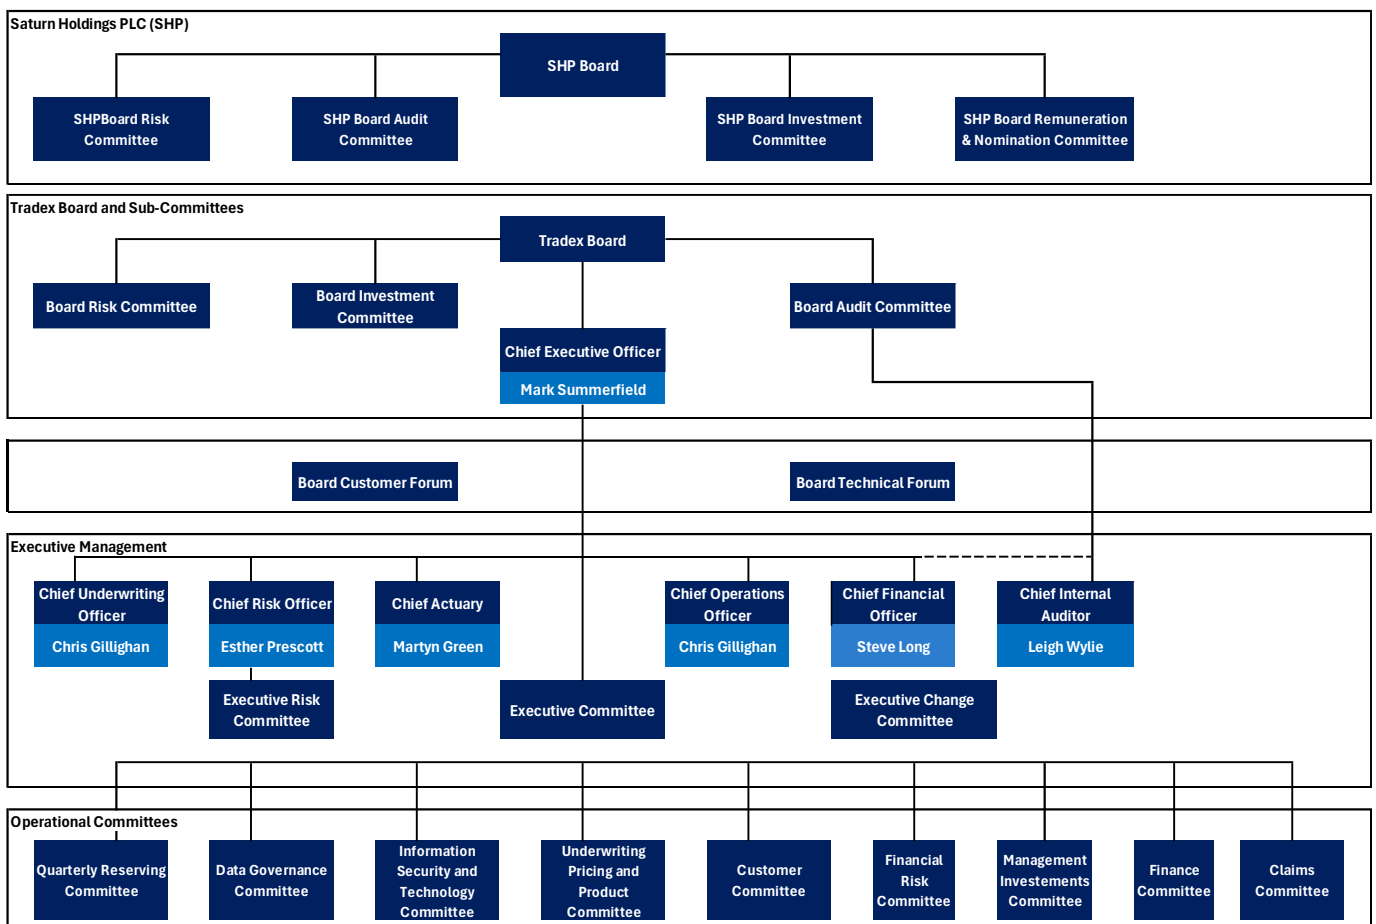 Saturn Holdings PLC (SHP)
SHP Board
SHPBoard Risk
Committee
SHP Board Audit
Committee
SHP Board Investment
Committee
SHP Board Remuneration
& Nomination Committee
Tradex Board and Sub-Committees
Tradex Board
Board Risk Committee
Board Investment
Committee
Board Audit Committee
Chief Executive Officer
Mark Summerfield
Board Customer Forum
Board Technical Forum
Executive Management
Chief Underwriting
Officer
Chris Gillighan
Chief Risk Officer
Esther Prescott
Chief Actuary
Martyn Green
Chief Operations
Officer
Chris Gillighan
Chief Financial
Officer
Steve Long
Chief Internal
Auditor
Leigh Wylie
Executive Risk
Committee
Executive Committee
Executive Change
Committee
Operational Committees
Quarterly Reserving
Committee
Data Governance
Committee
Information
Security and
Technology
Committee
Underwriting
Pricing and
Product
Committee
Customer
Committee
Financial
Risk
Committee
Management
Investements
Committee
Finance
Committee
Claims
Committee